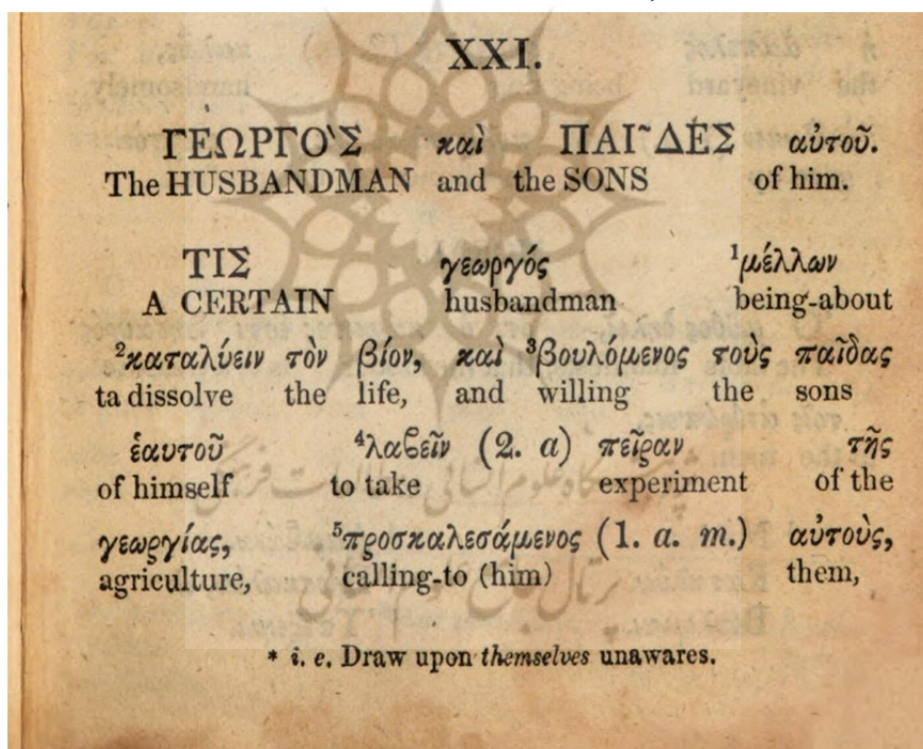 XXI.
ΓΕΩΡΓΟ'Σ καὶ ΠΑΙ῀ΔΕΣ αὐτοῦ.
The HUSBANDMAN and the SONS of him.
ΤΙΣ γεωργός ¹μέλλων
A CERTAIN husbandman being-about
²καταλύειν τὸν βίον, καὶ ³βουλόμενος τοὺς παῖδας
ta dissolve the life, and willing the sons
ἑαυτοῦ ⁴λαϐεῖν (2. a) πεῖραν τῆς
of himself to take experiment of the
γεωργίας, ⁵προσκαλεσάμενος (1. a. m.) αὐτοὺς,
agriculture, calling-to (him) them,
* i. e. Draw upon themselves unawares.